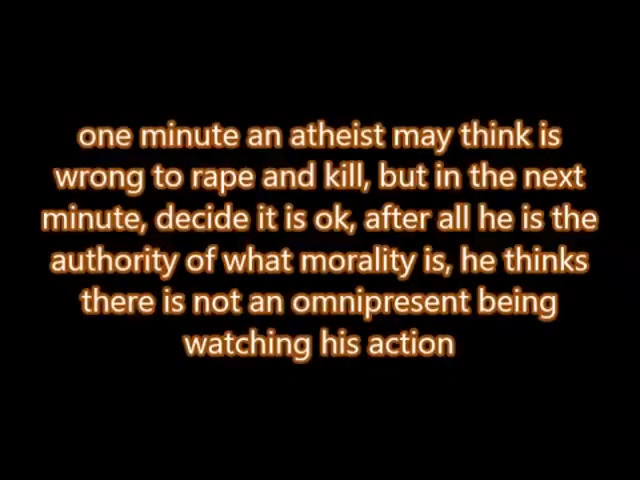 one minute an atheist may think is
wrong to rape and kill, but in the next
minute, decide it is ok, after all he is the
authority of what morality is, he thinks
there is not an omnipresent being
watching his action